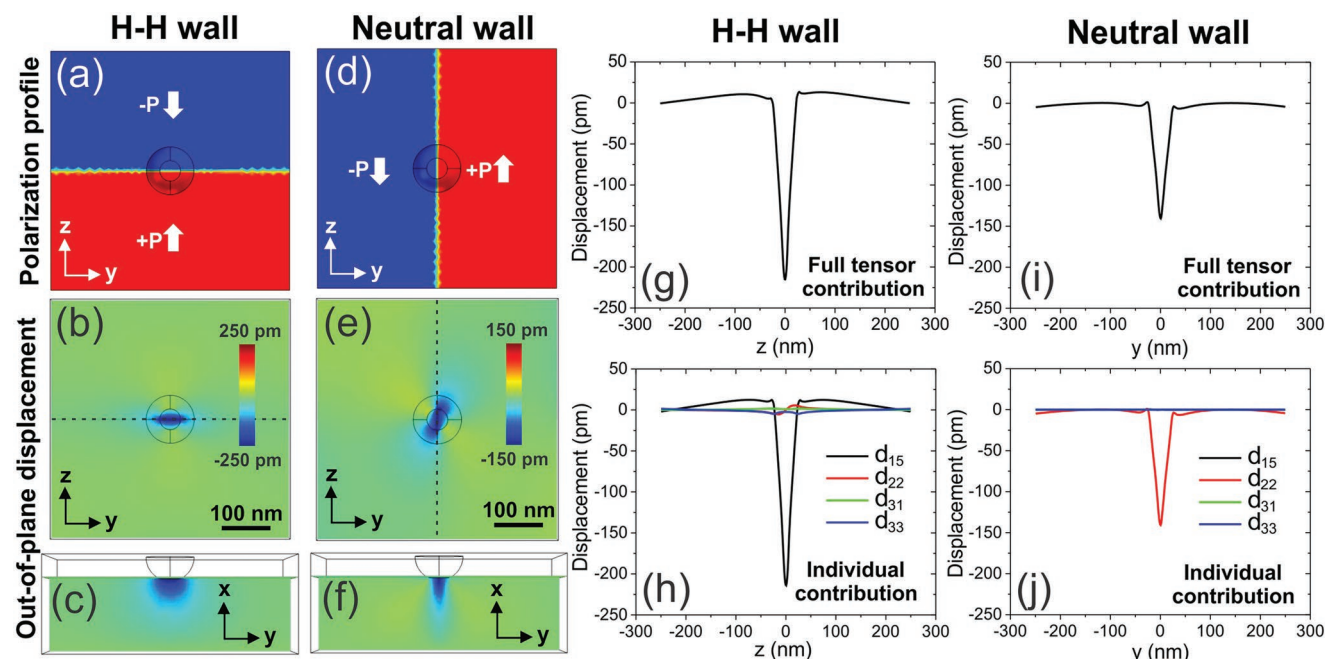 H-H wall
Neutral wall
H-H wall
Neutral wall
Polarization profile
Out-of-plane displacement
(a)
-P
+P
z
y
(d)
-P
+P
z
y
(b)
250 pm
-250 pm
z
y
100 nm
(e)
150 pm
-150 pm
z
y
100 nm
(c)
x
y
(f)
x
y
Displacement (pm)
50
0
-50
-100
-150
-200
-250
(g)
Full tensor
contribution
-300 -200 -100 0 100 200 300
z (nm)
Displacement (pm)
50
0
-50
-100
-150
-200
-250
(i)
Full tensor
contribution
-300 -200 -100 0 100 200 300
y (nm)
Displacement (pm)
50
0
-50
-100
-150
-200
-250
d15
d22
d31
d33
(h)
Individual
contribution
-300 -200 -100 0 100 200 300
z (nm)
Displacement (pm)
50
0
-50
-100
-150
-200
-250
d15
d22
d31
d33
(j)
Individual
contribution
-300 -200 -100 0 100 200 300
y (nm)